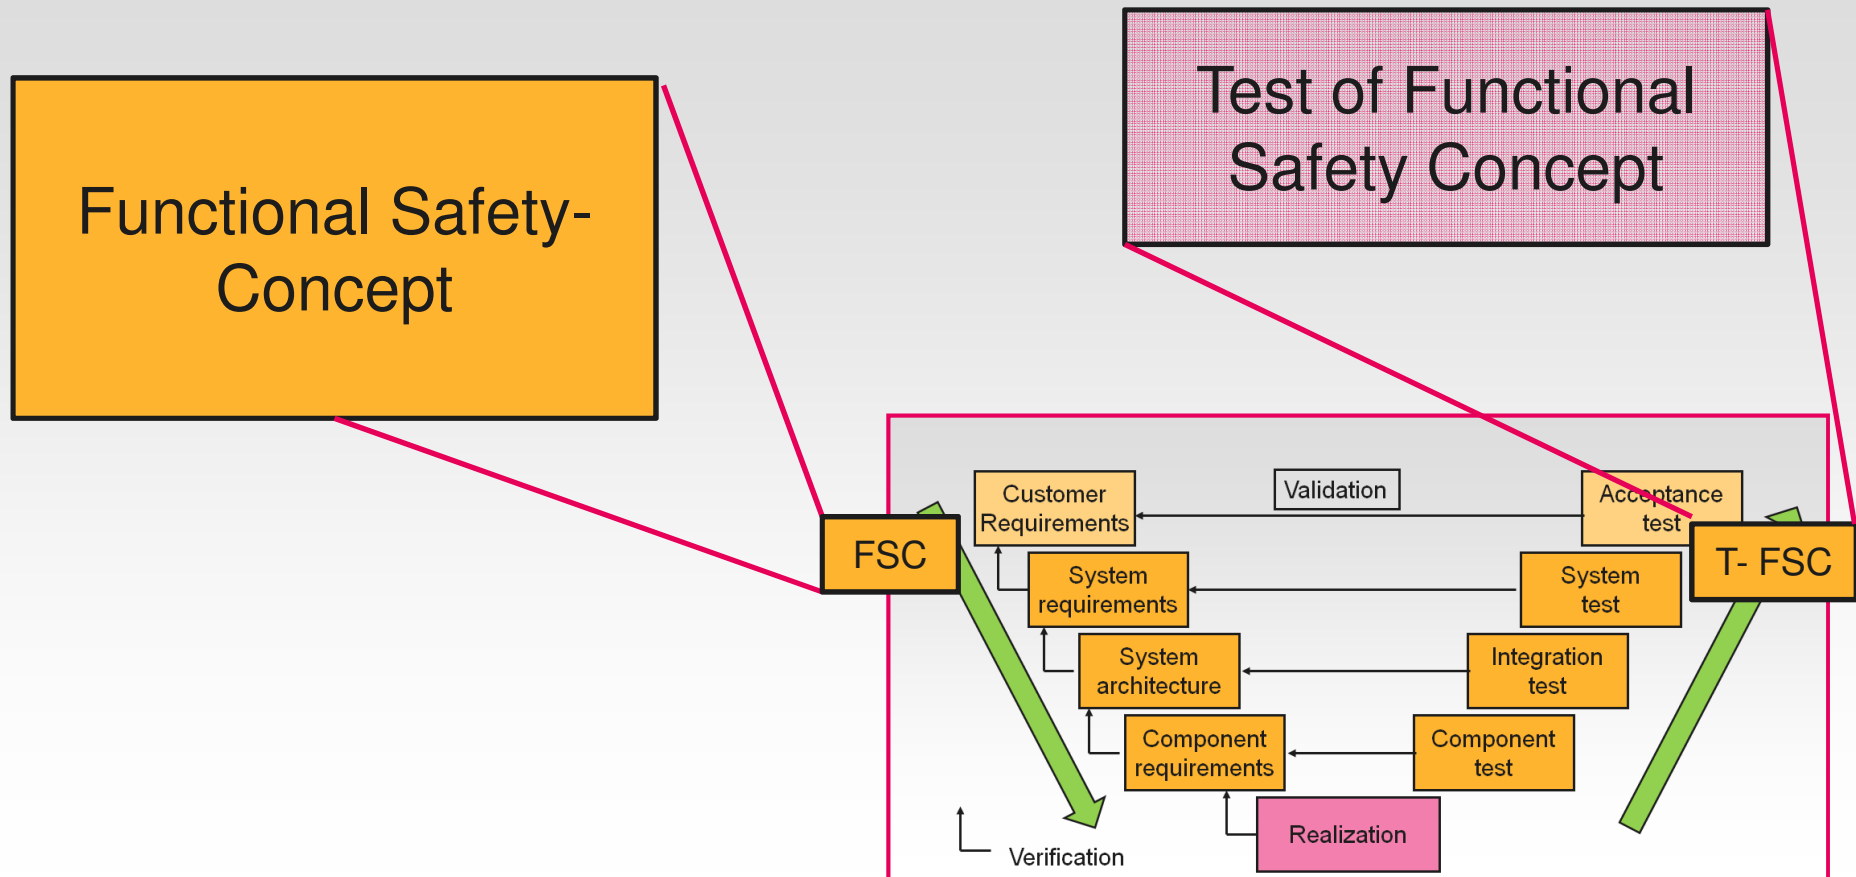 Functional Safety-
Concept
Test of Functional
Safety Concept
Customer
Requirements
Validation
Acceptance
test
FSC
T- FSC
System
requirements
System
test
System
architecture
Integration
test
Component
requirements
Component
test
Realization
Verification